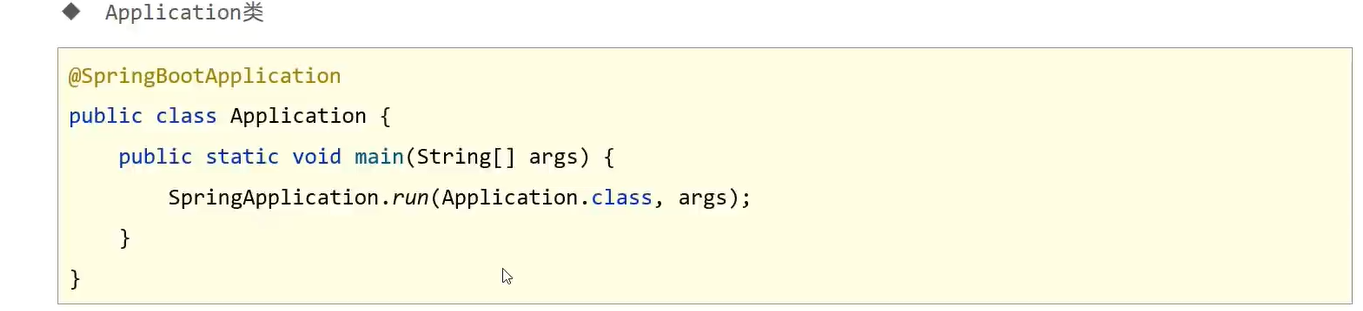 ◆ Application类
@SpringBootApplication
public class Application {
    public static void main(String[] args) {
        SpringApplication.run(Application.class, args);
    }
}